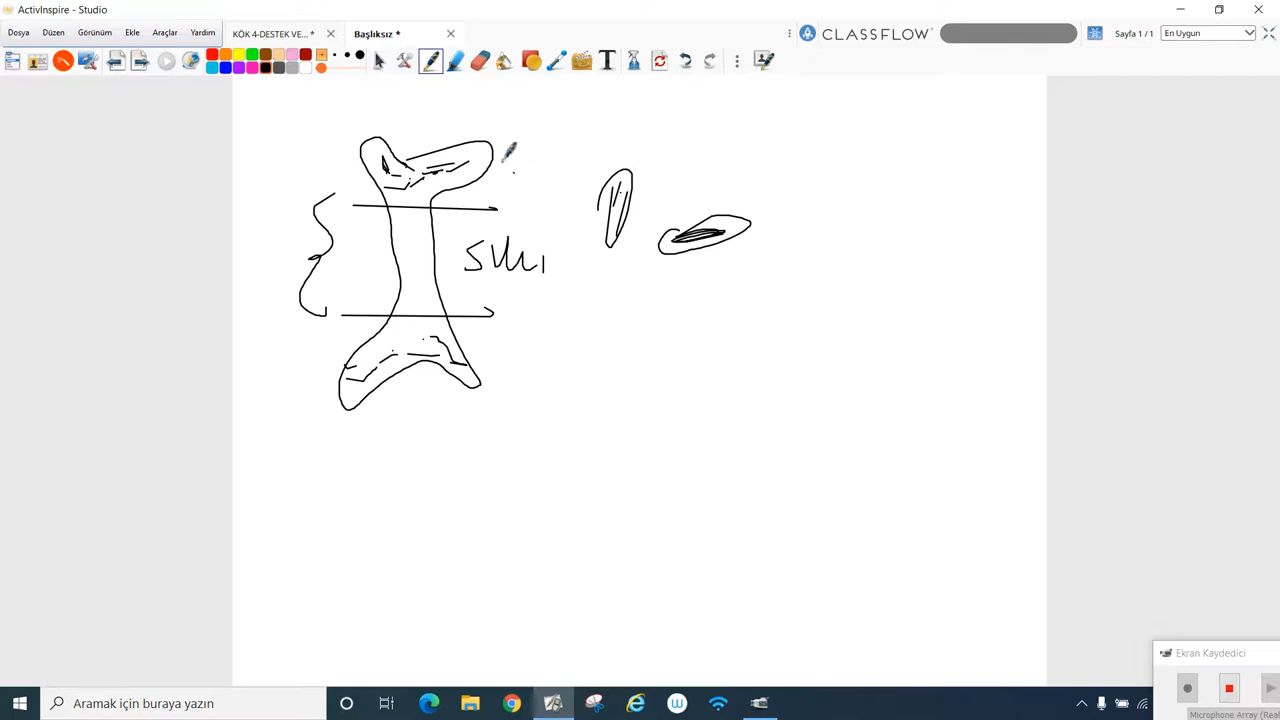 ActivInspire - Studio
Dosya Düzen Görünüm Ekle Araçlar Yardım
KÖK 4-DESTEK VE...*
Başlıksız *
CLASSFLOW
Sayfa 1 / 1
En Uygun
Ekran Kaydedici
Microphone Array (Real
Aramak için buraya yazın